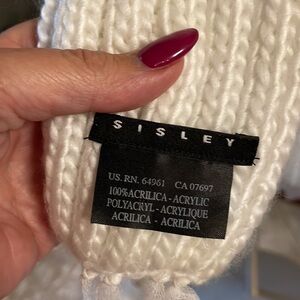 SISLEY
US. RN. 64961 CA 07697
100%ACRILICA - ACRYLIC
POLYACRYL - ACRYLIQUE
ACRILICA - ACRILICA